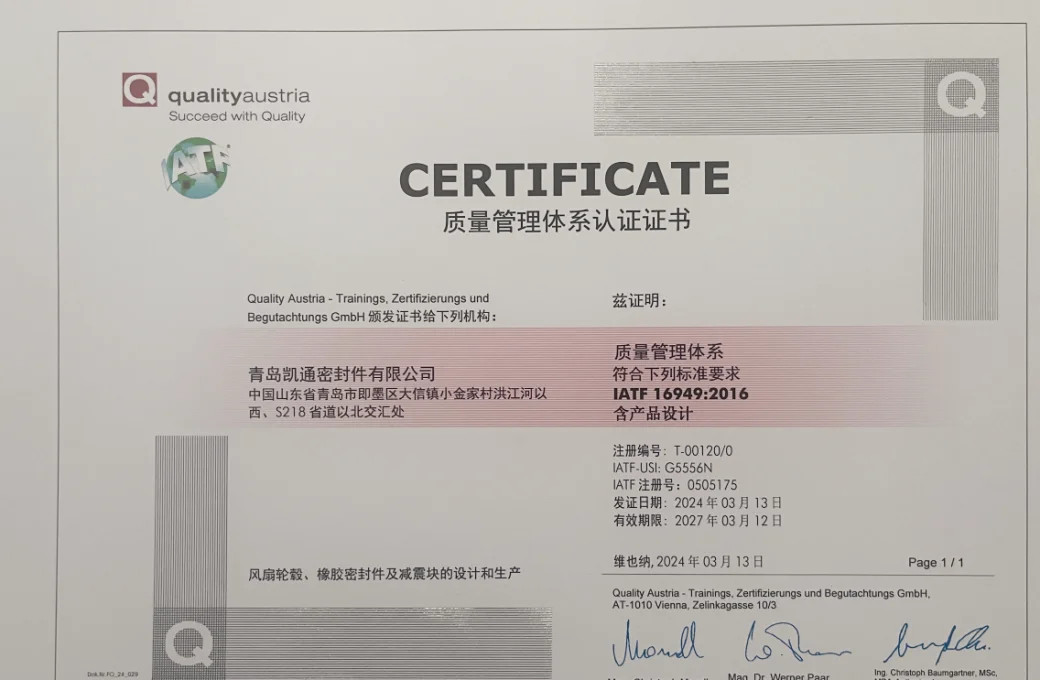 qualityaustria
Succeed with Quality
IATF
CERTIFICATE
质量管理体系认证证书
Quality Austria - Trainings, Zertifizierungs und
Begutachtungs GmbH 颁发证书给下列机构：
青岛凯通密封件有限公司
中国山东省青岛市即墨区大信镇小金家村洪江河以
西、S218 省道以北交汇处
风扇轮毂、橡胶密封件及减震块的设计和生产
兹证明：
质量管理体系
符合下列标准要求
IATF 16949:2016
含产品设计
注册编号： T-00120/0
IATF-USI: G5556N
IATF 注册号： 0505175
发证日期： 2024 年 03 月 13 日
有效期限： 2027 年 03 月 12 日
维也纳, 2024 年 03 月 13 日
Page 1 / 1
Quality Austria - Trainings, Zertifizierungs und Begutachtungs GmbH,
AT-1010 Vienna, Zelinkagasse 10/3
Mag. Dr. Werner Paar
Ing. Christoph Baumgartner, MSc,
Dok.Nr.FO_24_029